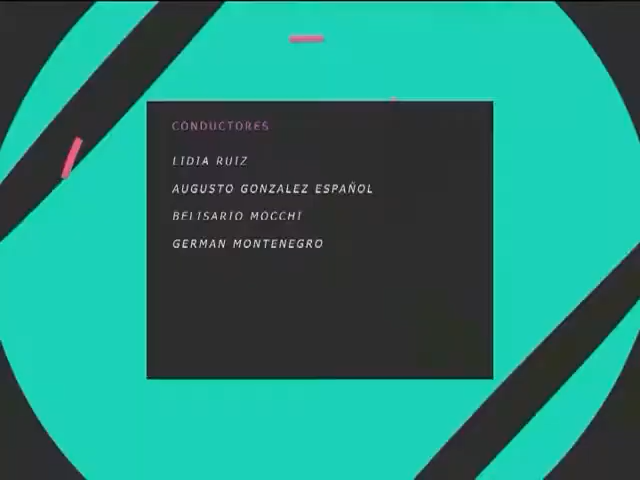 CONDUCTORES
LIDIA RUIZ
AUGUSTO GONZALEZ ESPAÑOL
BELISARIO MOCCHI
GERMAN MONTENEGRO